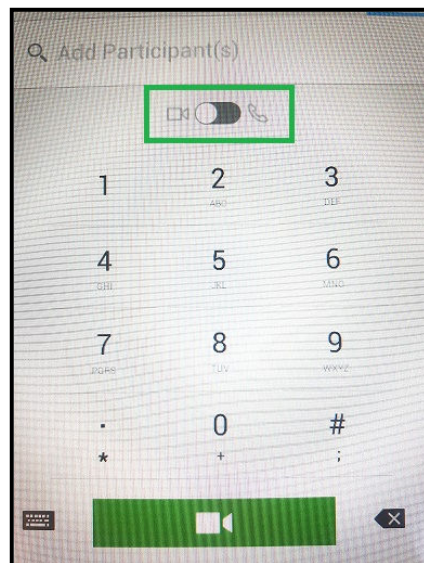 Add Participant(s)
1 2 3
ABC DEF
4 5 6
GHI JKL MNO
7 8 9
PQRS TUV WXYZ
. 0 #
* + ;